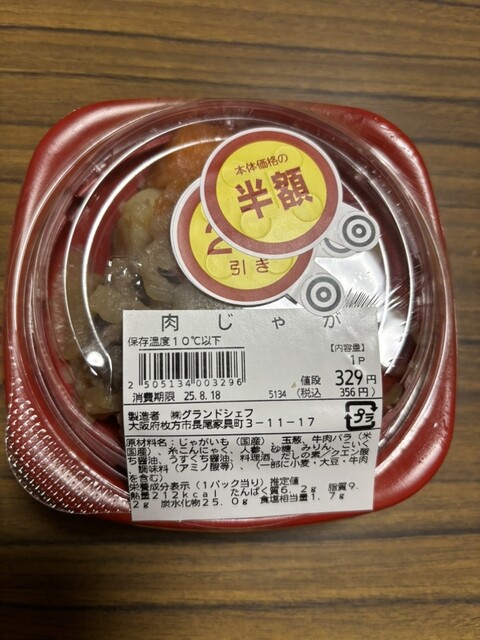 本体価格の
半額
2
引き
肉じゃが
保存温度10℃以下
【内容量】
1P
2 505134 003296
5134
値段 329円
消費期限 25.8.18
(税込 356円)
製造者 ㈱グランドシェフ
大阪府枚方市長尾家具町3-11-17
プラ
原材料名:じゃがいも(国産)、玉葱、牛肉バラ(米
国産)、糸こんにゃく、人参、砂糖、みりん、こいく
ち醤油、うすくち醤油、料理酒、だしの素/クエン酸
、調味料(アミノ酸等)、(一部に小麦・大豆・牛肉
を含む)
栄養成分表示(1パック当り)推定値
熱量212kcal たんぱく質6.2g 脂質9.
2g 炭水化物25.0g 食塩相当量1.7g